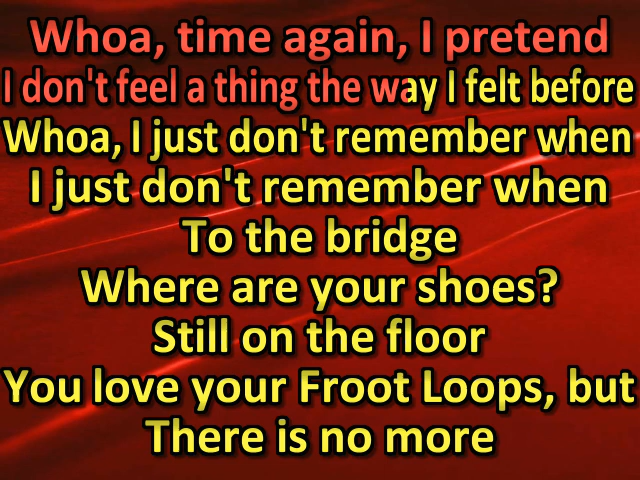 Whoa, time again, I pretend
I don't feel a thing the way I felt before
Whoa, I just don't remember when
I just don't remember when
To the bridge
Where are your shoes?
Still on the floor
You love your Froot Loops, but
There is no more